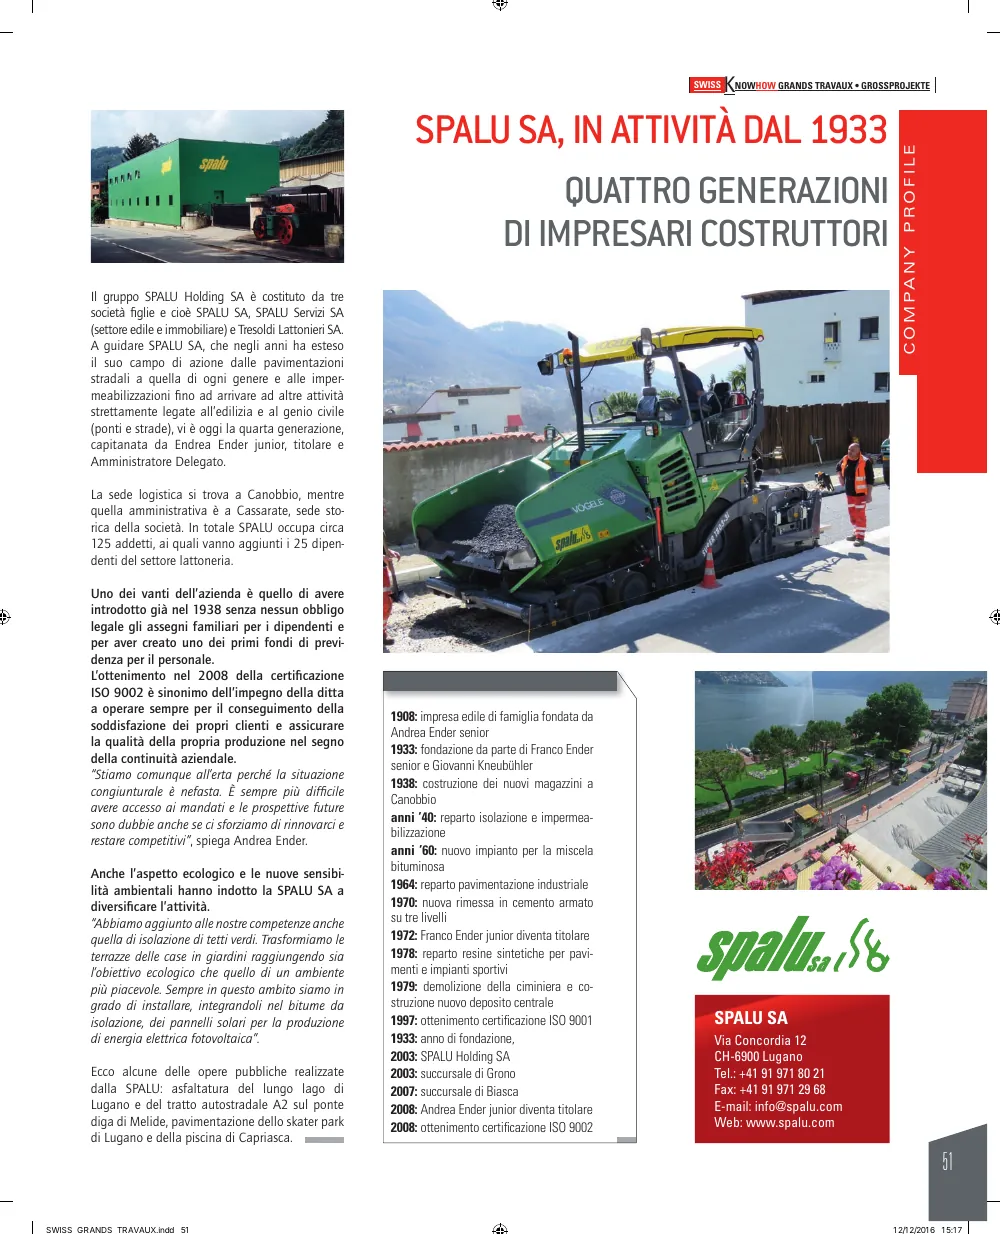 SWISS KNOWHOW GRANDS TRAVAUX • GROSSPROJEKTE
SPALU SA, IN ATTIVITÀ DAL 1933
QUATTRO GENERAZIONI
DI IMPRESARI COSTRUTTORI
COMPANY PROFILE
spalu
spalu
Il gruppo SPALU Holding SA è costituto da tre
società figlie e cioè SPALU SA, SPALU Servizi SA
(settore edile e immobiliare) e Tresoldi Lattonieri SA.
A guidare SPALU SA, che negli anni ha esteso
il suo campo di azione dalle pavimentazioni
stradali a quella di ogni genere e alle imper-
meabilizzazioni fino ad arrivare ad altre attività
strettamente legate all’edilizia e al genio civile
(ponti e strade), vi è oggi la quarta generazione,
capitanata da Endrea Ender junior, titolare e
Amministratore Delegato.
La sede logistica si trova a Canobbio, mentre
quella amministrativa è a Cassarate, sede sto-
rica della società. In totale SPALU occupa circa
125 addetti, ai quali vanno aggiunti i 25 dipen-
denti del settore lattoneria.
Uno dei vanti dell’azienda è quello di avere
introdotto già nel 1938 senza nessun obbligo
legale gli assegni familiari per i dipendenti e
per aver creato uno dei primi fondi di previ-
denza per il personale.
L’ottenimento nel 2008 della certificazione
ISO 9002 è sinonimo dell’impegno della ditta
a operare sempre per il conseguimento della
soddisfazione dei propri clienti e assicurare
la qualità della propria produzione nel segno
della continuità aziendale.
“Stiamo comunque all’erta perché la situazione
congiunturale è nefasta. È sempre più difficile
avere accesso ai mandati e le prospettive future
sono dubbie anche se ci sforziamo di rinnovarci e
restare competitivi”, spiega Andrea Ender.
Anche l’aspetto ecologico e le nuove sensibi-
lità ambientali hanno indotto la SPALU SA a
diversificare l’attività.
“Abbiamo aggiunto alle nostre competenze anche
quella di isolazione di tetti verdi. Trasformiamo le
terrazze delle case in giardini raggiungendo sia
l’obiettivo ecologico che quello di un ambiente
più piacevole. Sempre in questo ambito siamo in
grado di installare, integrandoli nel bitume da
isolazione, dei pannelli solari per la produzione
di energia elettrica fotovoltaica”.
Ecco alcune delle opere pubbliche realizzate
dalla SPALU: asfaltatura del lungo lago di
Lugano e del tratto autostradale A2 sul ponte
diga di Melide, pavimentazione dello skater park
di Lugano e della piscina di Capriasca.
VÖGELE
VÖGELE
spalu
1908: impresa edile di famiglia fondata da
Andrea Ender senior
1933: fondazione da parte di Franco Ender
senior e Giovanni Kneubühler
1938: costruzione dei nuovi magazzini a
Canobbio
anni ’40: reparto isolazione e impermea-
bilizzazione
anni ’60: nuovo impianto per la miscela
bituminosa
1964: reparto pavimentazione industriale
1970: nuova rimessa in cemento armato
su tre livelli
1972: Franco Ender junior diventa titolare
1978: reparto resine sintetiche per pavi-
menti e impianti sportivi
1979: demolizione della ciminiera e co-
struzione nuovo deposito centrale
1997: ottenimento certificazione ISO 9001
1933: anno di fondazione,
2003: SPALU Holding SA
2003: succursale di Grono
2007: succursale di Biasca
2008: Andrea Ender junior diventa titolare
2008: ottenimento certificazione ISO 9002
spalu sa
SPALU SA
Via Concordia 12
CH-6900 Lugano
Tel.: +41 91 971 80 21
Fax: +41 91 971 29 68
E-mail: info@spalu.com
Web: www.spalu.com
51
SWISS GRANDS TRAVAUX.indd 51
12/12/2016 15:17